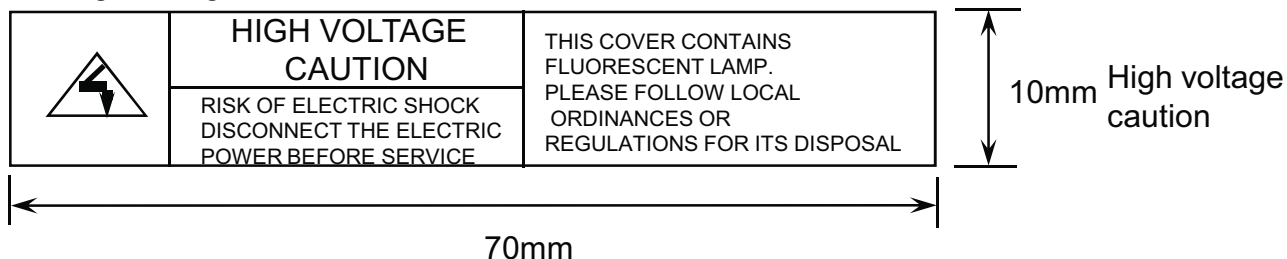 HIGH VOLTAGE
CAUTION
RISK OF ELECTRIC SHOCK
DISCONNECT THE ELECTRIC
POWER BEFORE SERVICE
THIS COVER CONTAINS
FLUORESCENT LAMP.
PLEASE FOLLOW LOCAL
ORDINANCES OR
REGULATIONS FOR ITS DISPOSAL
10mm
High voltage
caution
70mm